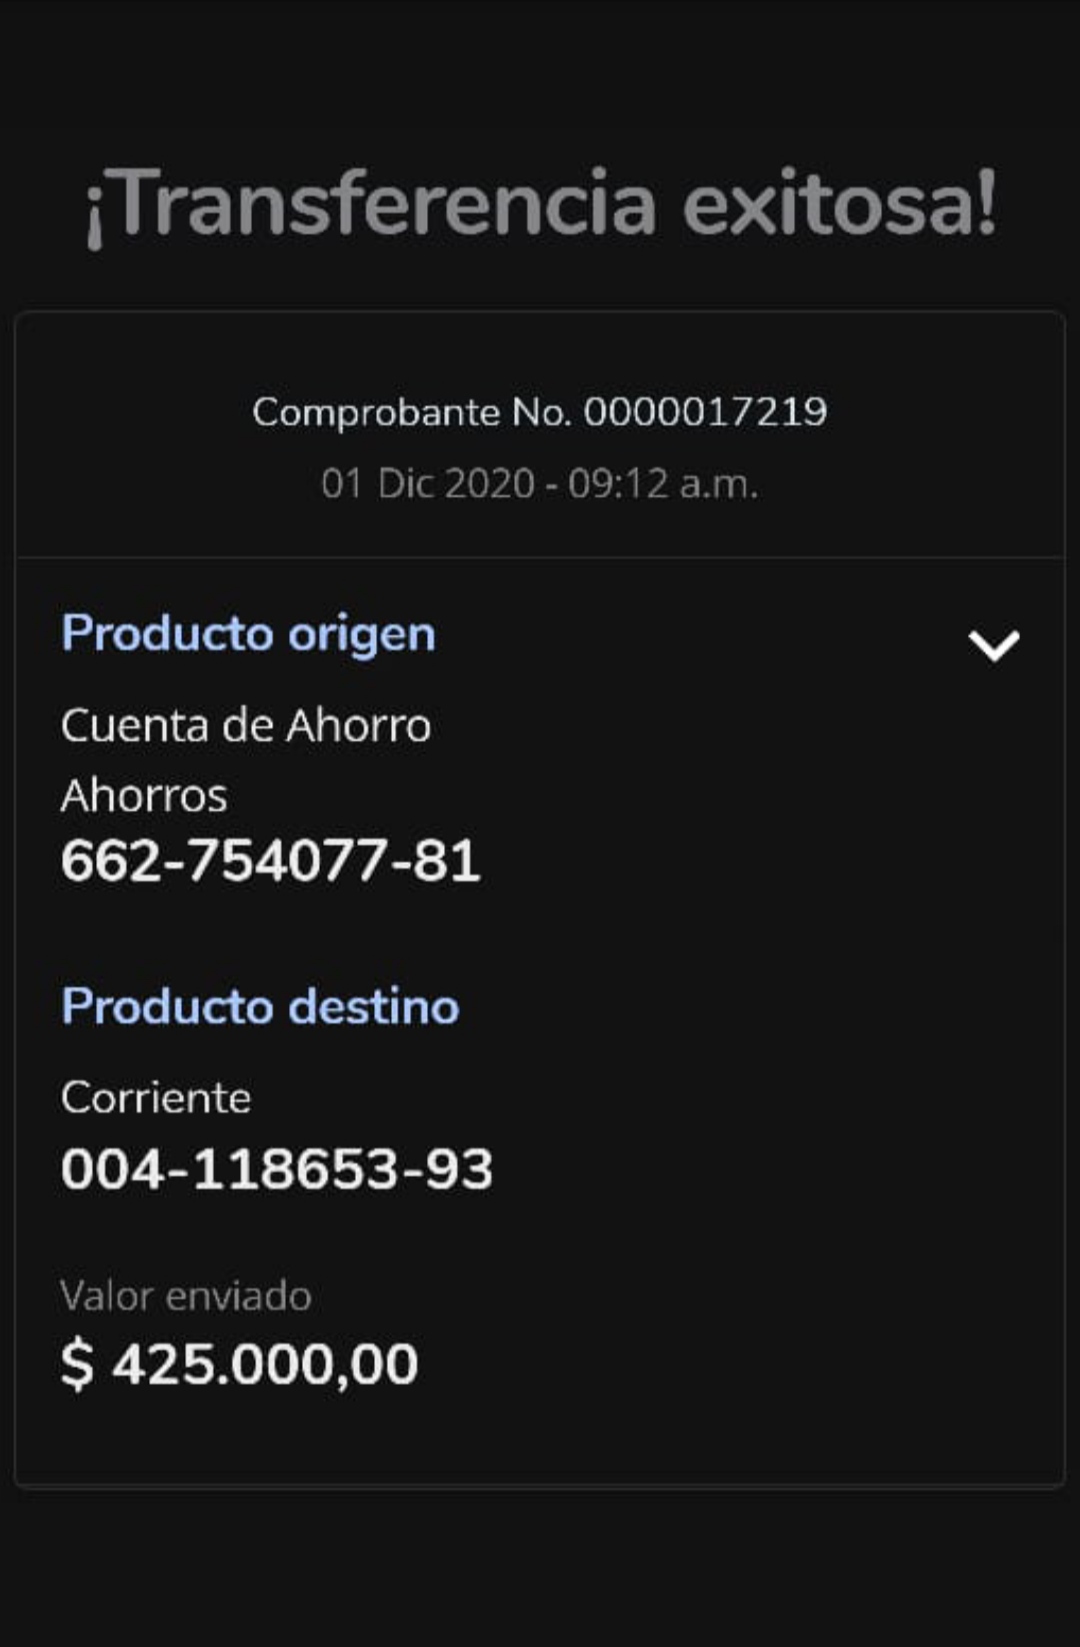 ¡Transferencia exitosa!
Comprobante No. 0000017219
01 Dic 2020 - 09:12 a.m.
Producto origen
Cuenta de Ahorro
Ahorros
662-754077-81
Producto destino
Corriente
004-118653-93
Valor enviado
$ 425.000,00